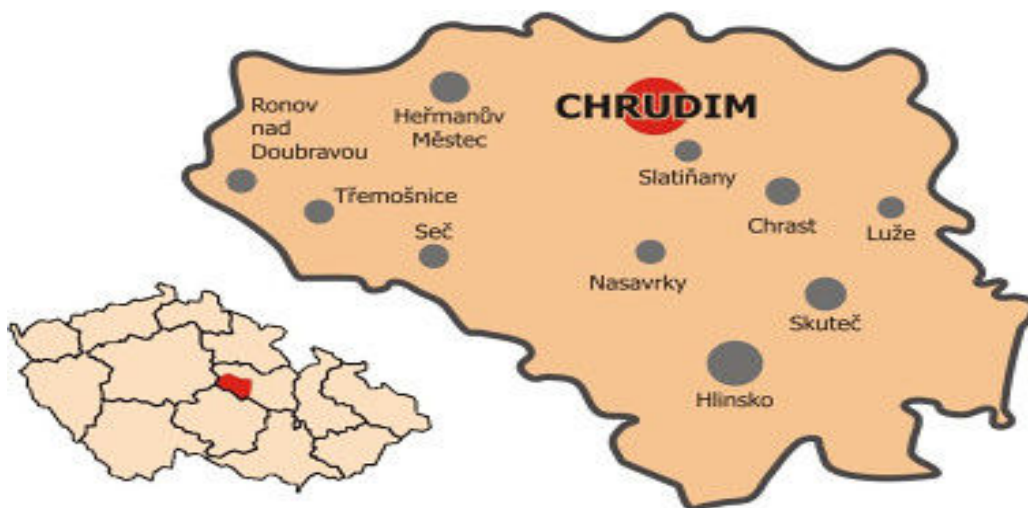 Ronov
nad
Doubravou
Heřmanův
Městec
CHRUDIM
Slatiňany
Třemošnice
Chrast
Luže
Seč
Nasavrky
Skuteč
Hlinsko